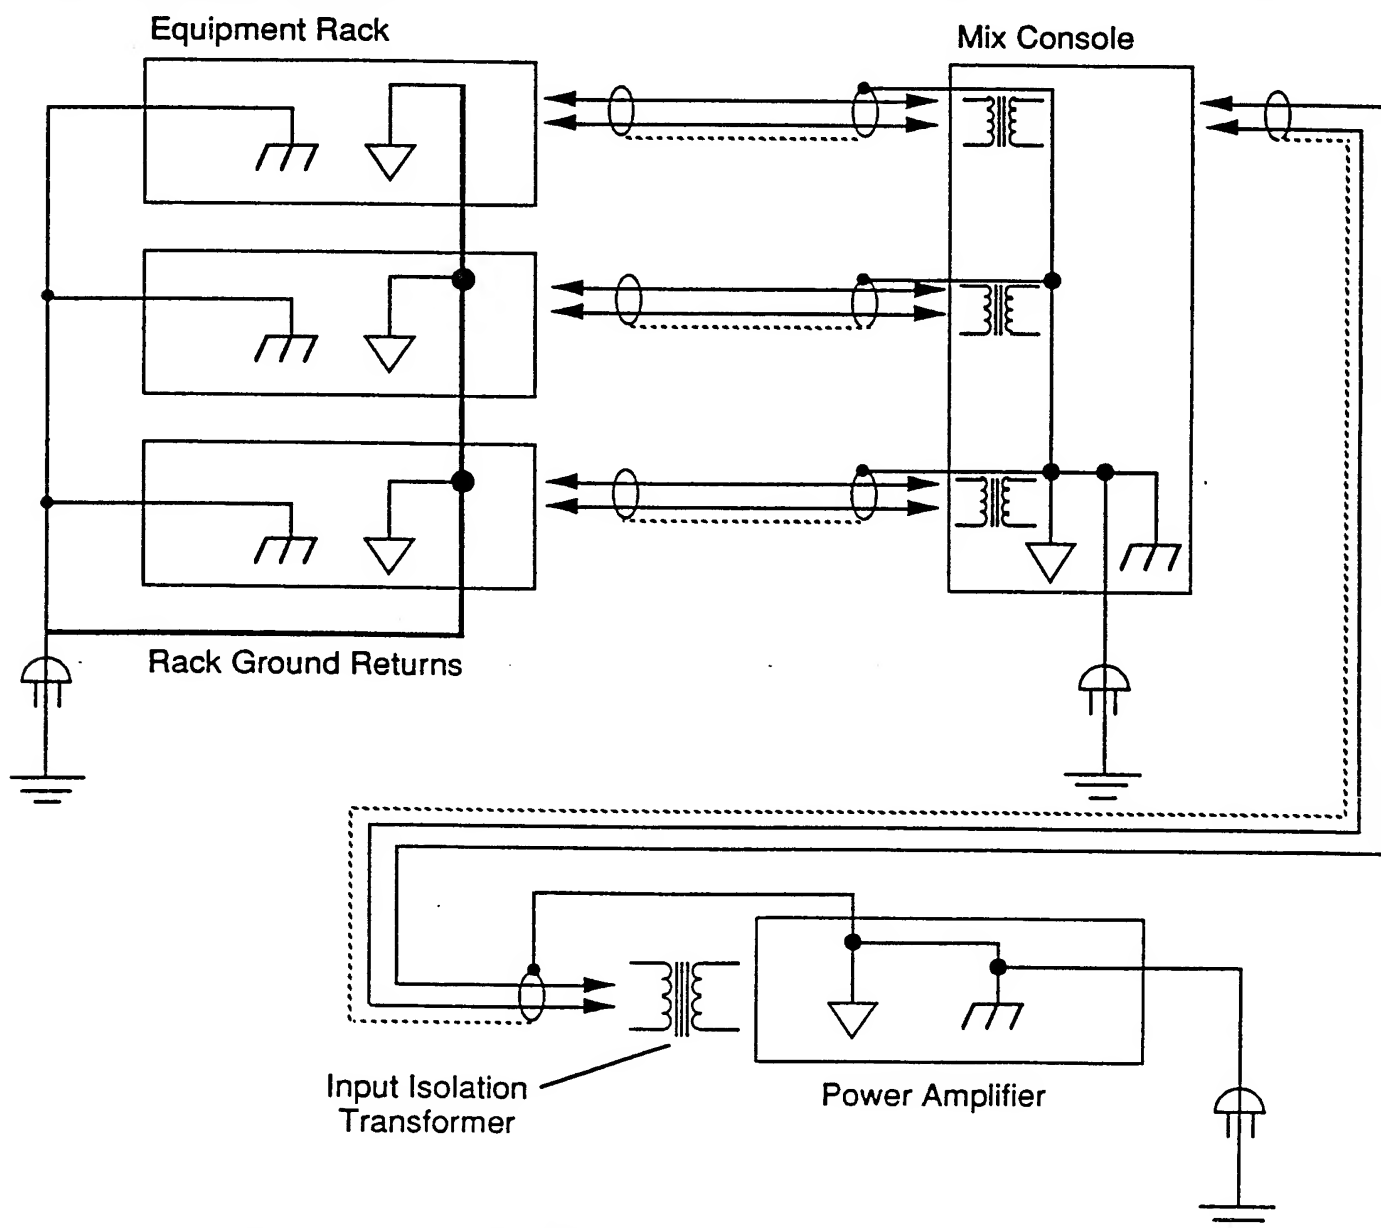 Equipment Rack
Mix Console
Rack Ground Returns
Input Isolation
Transformer
Power Amplifier